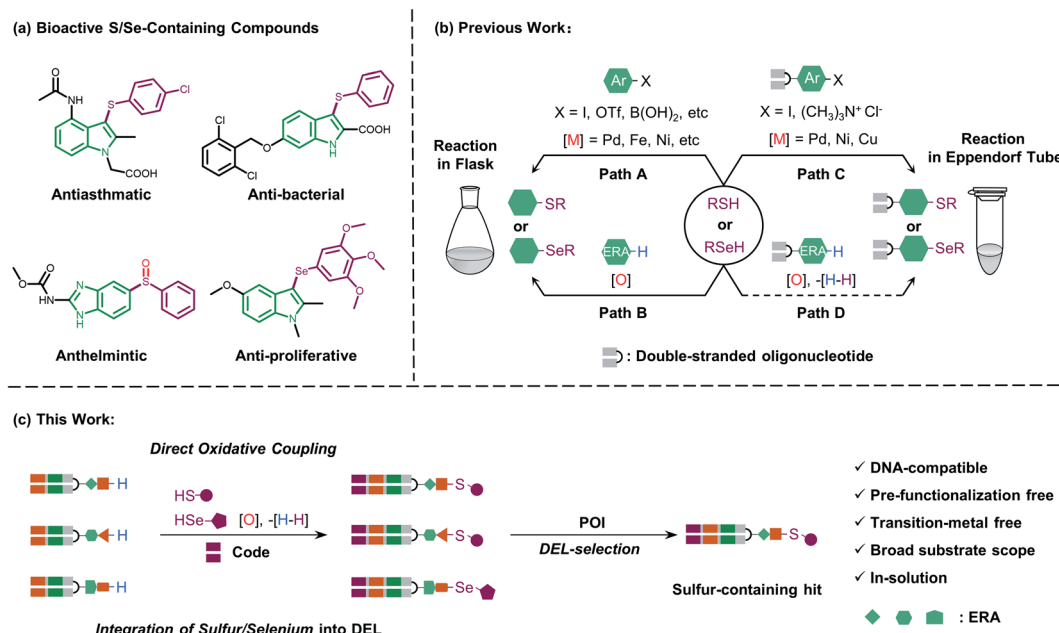 (a) Bioactive S/Se-Containing Compounds
O
HN
S
Cl
N
COOH
Antiasthmatic
Cl
Cl
O
S
COOH
N
H
Anti-bacterial
O
O
HN
N
N
H
O
S
Anthelmintic
O
O
O
O
Se
N
Anti-proliferative
(b) Previous Work:
Ar
X
X = I, OTf, B(OH)₂, etc
[M] = Pd, Fe, Ni, etc
Path A
Ar
X
X = I, (CH₃)₃N⁺ Cl⁻
[M] = Pd, Ni, Cu
Path C
Reaction
in Flask
SR
or
SeR
RSH
or
RSeH
Reaction
in Eppendorf Tube
SR
or
SeR
ERA
H
[O]
Path B
ERA
H
[O], -[H-H]
Path D
: Double-stranded oligonucleotide
(c) This Work:
Direct Oxidative Coupling
H
H
H
HS
HSe
[O], -[H-H]
Code
S
S
Se
Integration of Sulfur/Selenium into DEL
POI
DEL-selection
S
Sulfur-containing hit
✓ DNA-compatible
✓ Pre-functionalization free
✓ Transition-metal free
✓ Broad substrate scope
✓ In-solution
: ERA